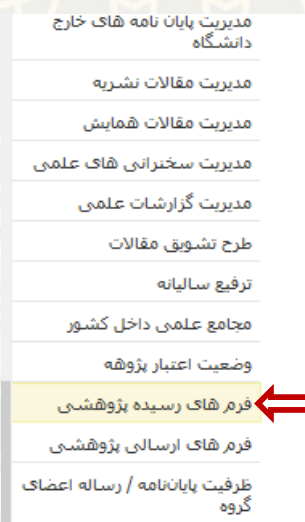 مدیریت پایان نامه های خارج
دانشگاه
مدیریت مقالات نشریه
مدیریت مقالات همایش
مدیریت سخنرانی های علمی
مدیریت گزارشات علمی
طرح تشویق مقالات
ترفیع سالیانه
مجامع علمی داخل کشور
وضعیت اعتبار پژوهه
فرم های رسیده پژوهشی
فرم های ارسالی پژوهشی
ظرفیت پایان‌نامه / رساله اعضای
گروه